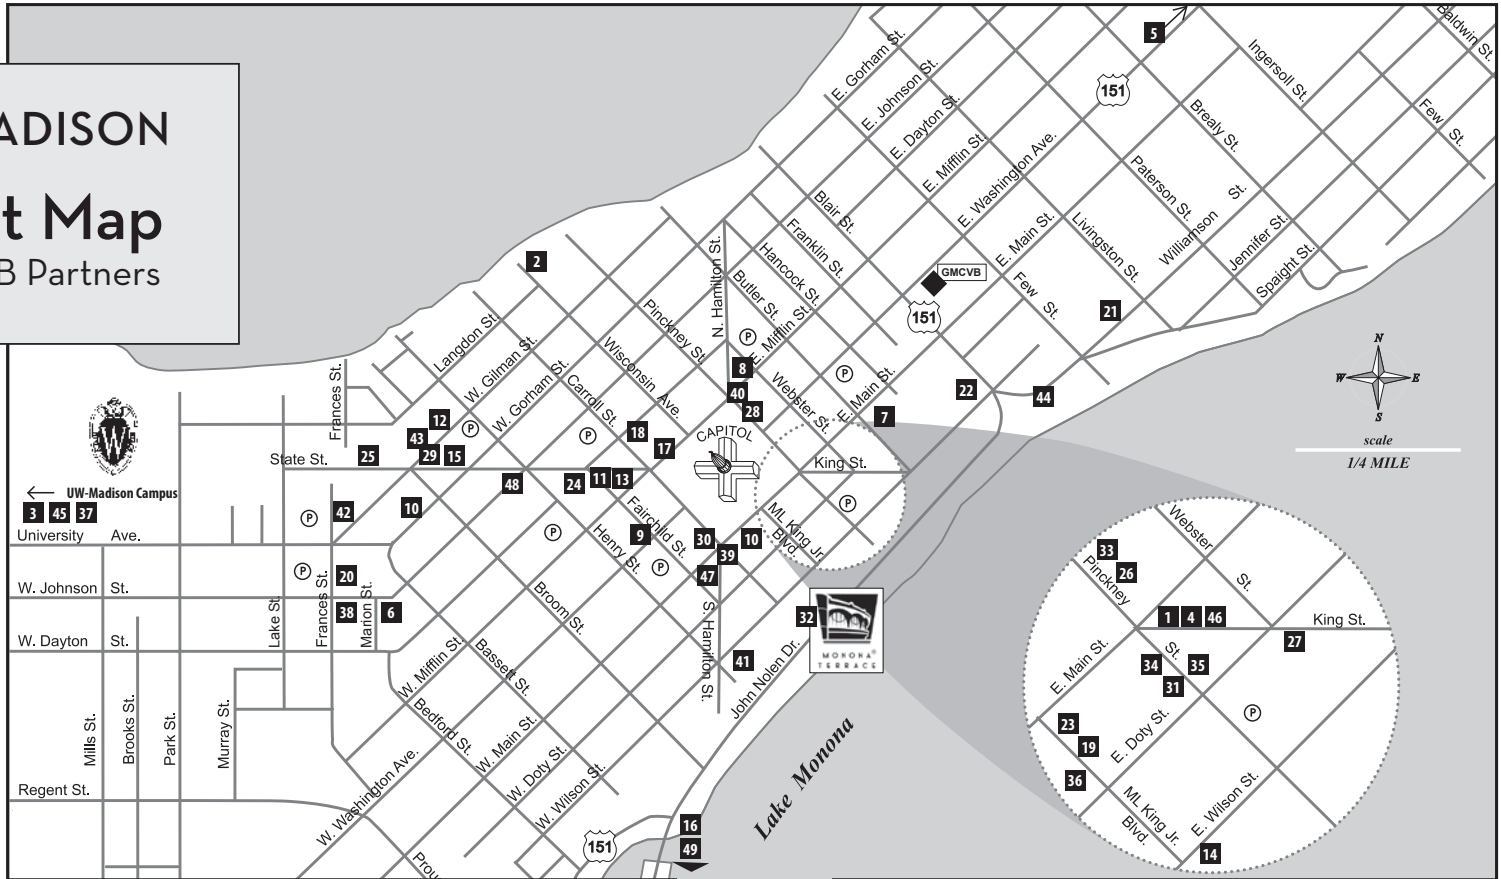 ADISON
t Map
B Partners
5
E. Gorham St.
E. Johnson St.
E. Dayton St.
E. Mifflin St.
E. Washington Ave.
151
Ingersoll St.
Baldwin St.
Few St.
Brealy St.
Paterson St.
Williamson St.
Jennifer St.
Spaight St.
Livingston St.
E. Main St.
Few St.
Blair St.
Franklin St.
Hancock St.
Butler St.
E. Mifflin St.
N. Hamilton St.
Pinckney St.
GMCVB
151
21
2
Langdon St.
W. Gilman St.
W. Gorham St.
Wisconsin Ave.
Carroll St.
Webster St.
E. Main St.
P
P
8
40
28
22
44
7
N
W
E
S
scale
1/4 MILE
Frances St.
12
43
29
15
P
P
18
17
CAPITOL
25
State St.
King St.
W
UW-Madison Campus
3
45
37
University Ave.
P
42
10
48
24
11
13
Fairchild St.
Henry St.
9
P
P
30
10
39
47
ML King Jr.
Blvd.
P
W. Johnson St.
P
20
38
6
Lake St.
Frances St.
Marion St.
W. Dayton St.
Broom St.
Bassett St.
S. Hamilton St.
41
32
MONONA
TERRACE
John Nolen Dr.
Lake Monona
Mills St.
Brooks St.
Park St.
Murray St.
Regent St.
W. Mifflin St.
Bedford St.
W. Main St.
W. Doty St.
W. Wilson St.
W. Washington Ave.
Prou
151
16
49
Webster St.
33
26
Pinckney St.
1
4
46
King St.
27
E. Main St.
34
35
31
P
23
19
36
E. Doty St.
ML King Jr.
Blvd.
E. Wilson St.
14